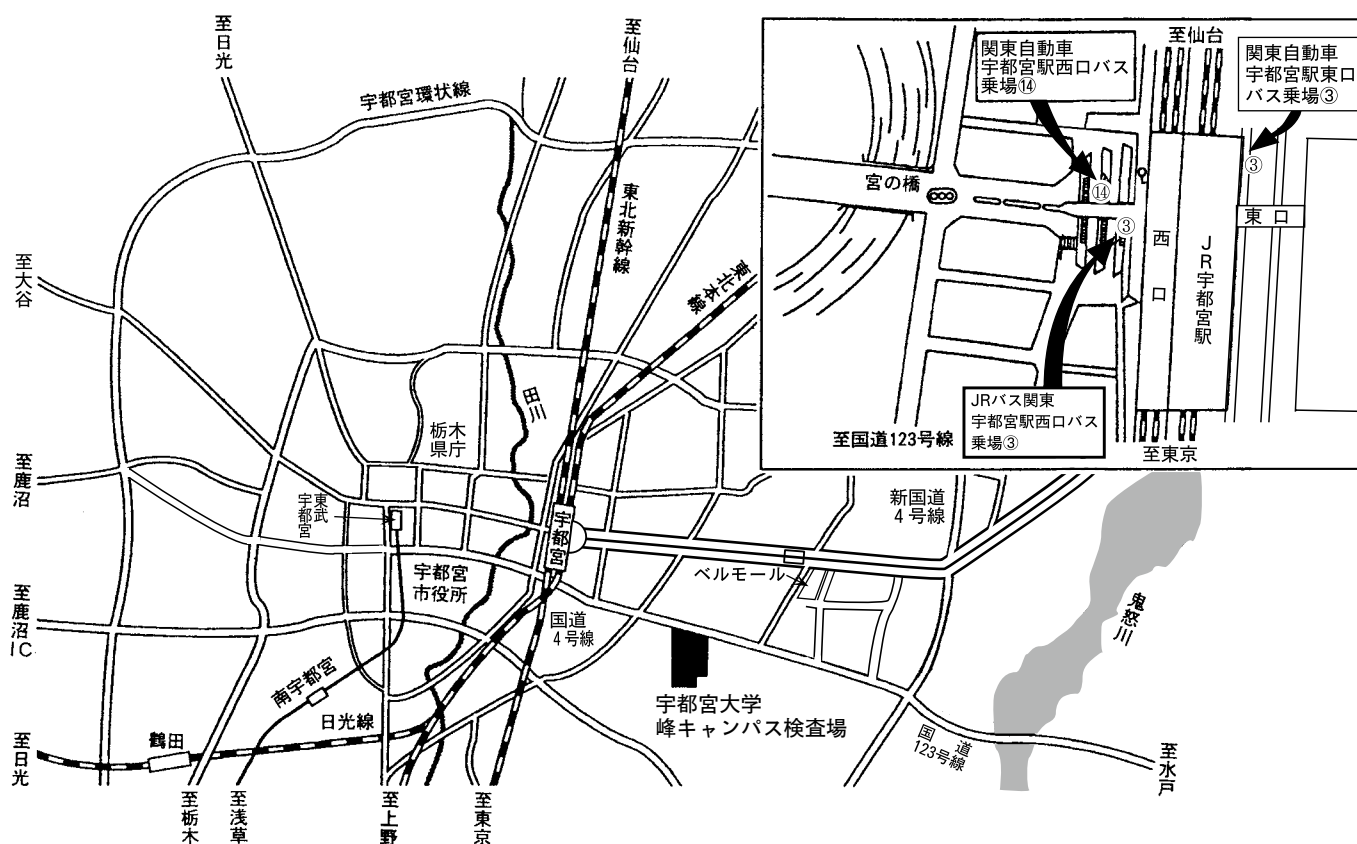 至日光
至仙台
宇都宮環状線
東北新幹線
東北本線
至大谷
田川
栃木
県庁
至鹿沼
東武
宇都宮
宇都宮
宇都宮
市役所
ベルモール
新国道
4号線
国道
4号線
鬼怒川
至鹿沼IC
南宇都宮
日光線
鶴田
至日光
宇都宮大学
峰キャンパス検査場
国道
123号線
至水戸
至栃木
至浅草
至上野
至東京
至仙台
関東自動車
宇都宮駅西口バス
乗場⑭
関東自動車
宇都宮駅東口
バス乗場③
宮の橋
⑭
③
③
西口
JR宇都宮駅
東口
JRバス関東
宇都宮駅西口バス
乗場③
至国道123号線
至東京